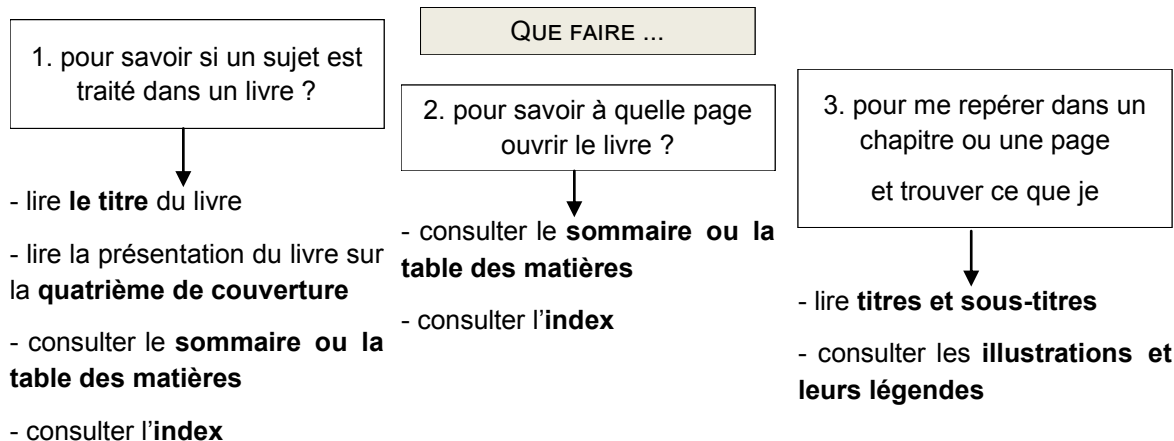 QUE FAIRE ...
1. pour savoir si un sujet est
traité dans un livre ?
- lire le titre du livre
- lire la présentation du livre sur
la quatrième de couverture
- consulter le sommaire ou la
table des matières
- consulter l'index
2. pour savoir à quelle page
ouvrir le livre ?
- consulter le sommaire ou la
table des matières
- consulter l'index
3. pour me repérer dans un
chapitre ou une page
et trouver ce que je
- lire titres et sous-titres
- consulter les illustrations et
leurs légendes